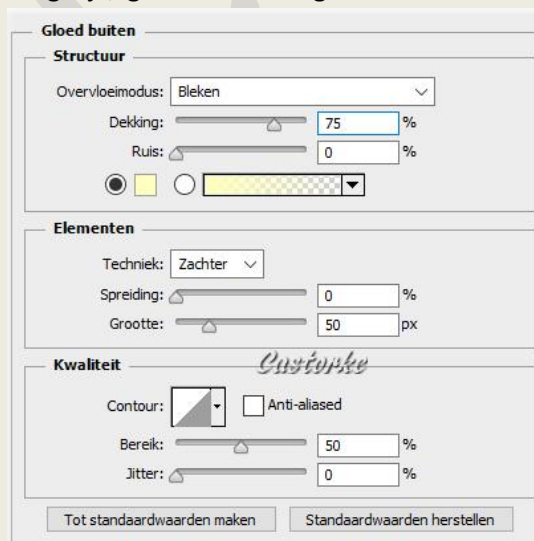 Gloed buiten
Structuur
Overvloeimodus: Bleken
Dekking: 75 %
Ruis: 0 %
Elementen
Techniek: Zachter
Spreiding: 0 %
Grootte: 50 px
Kwaliteit
Castorke
Contour: Anti-aliased
Bereik: 50 %
Jitter: 0 %
Tot standaardwaarden maken Standaardwaarden herstellen